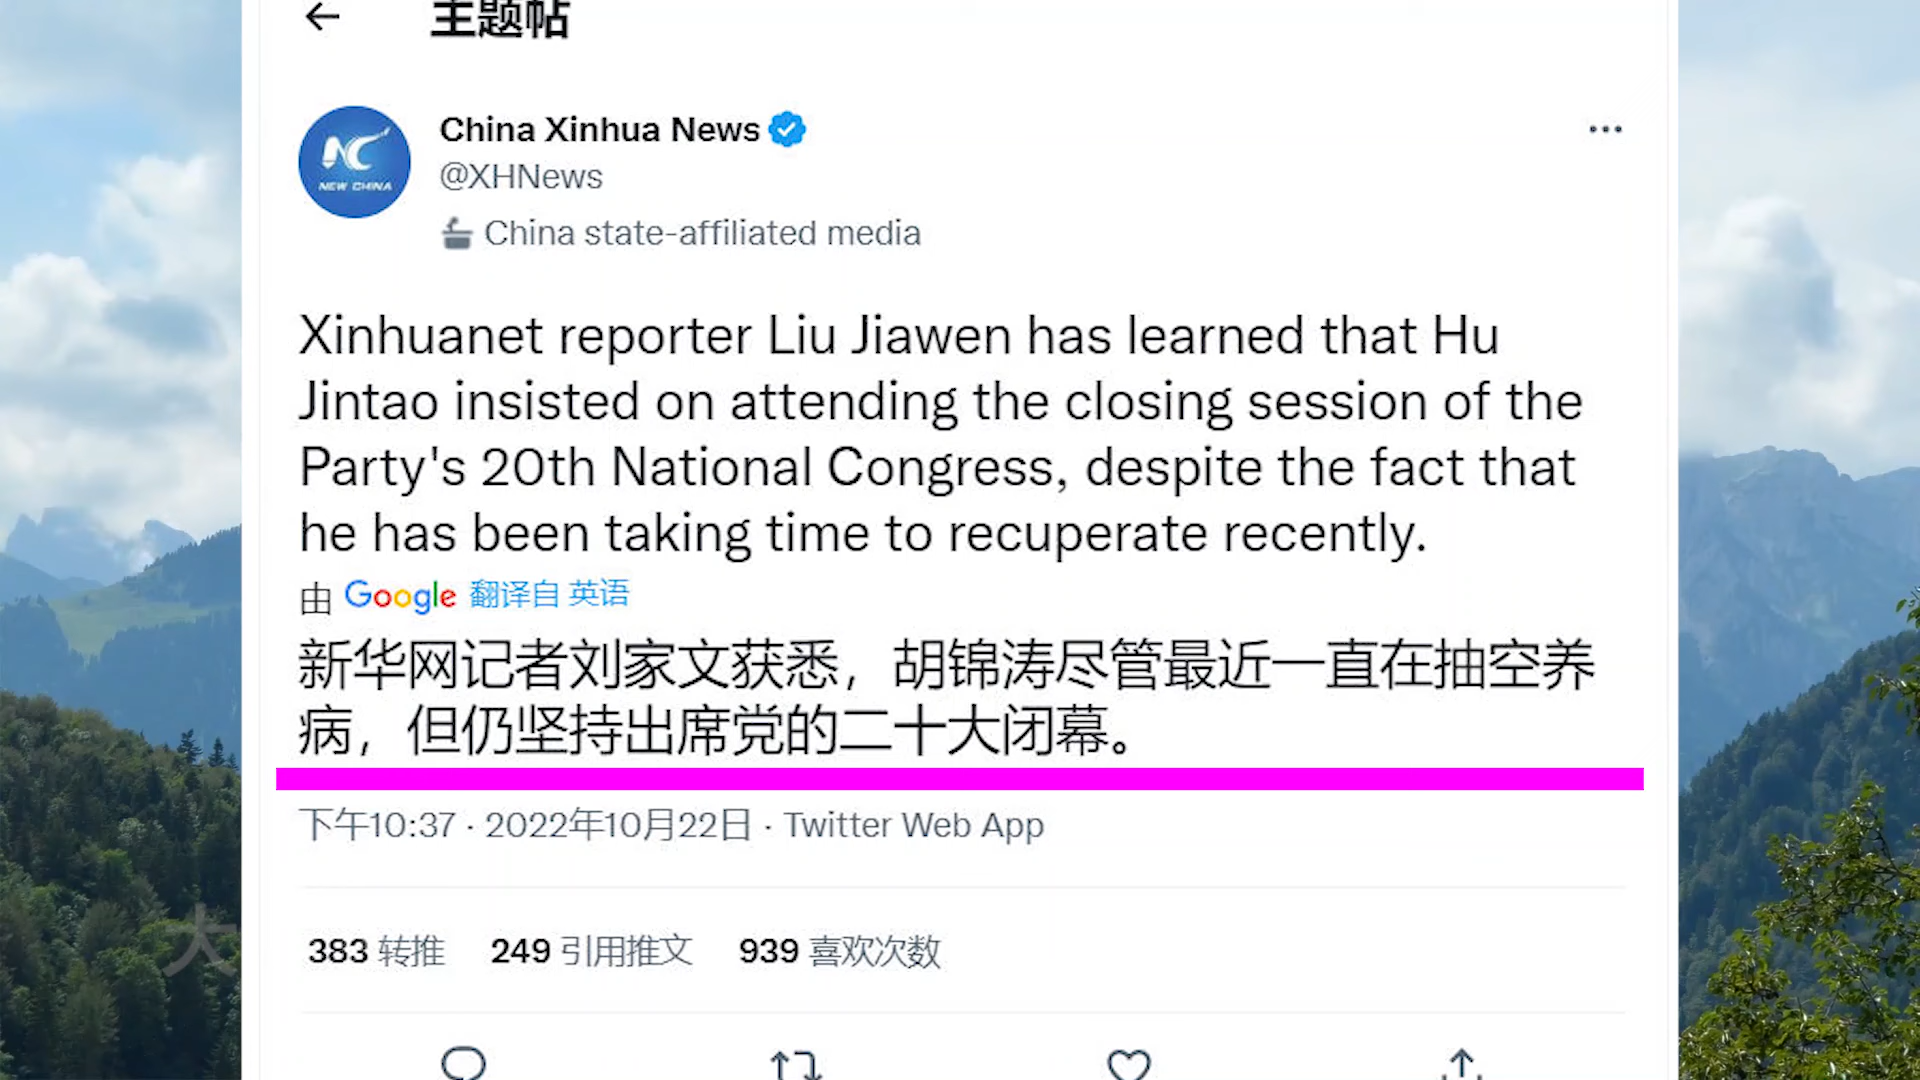 主题帖
China Xinhua News
@XHNews
NEW CHINA
China state-affiliated media
Xinhuanet reporter Liu Jiawen has learned that Hu
Jintao insisted on attending the closing session of the
Party's 20th National Congress, despite the fact that
he has been taking time to recuperate recently.
由 Google 翻译自 英语
新华网记者刘家文获悉，胡锦涛尽管最近一直在抽空养
病，但仍坚持出席党的二十大闭幕。
下午10:37 · 2022年10月22日 · Twitter Web App
383 转推 249 引用推文 939 喜欢次数
大